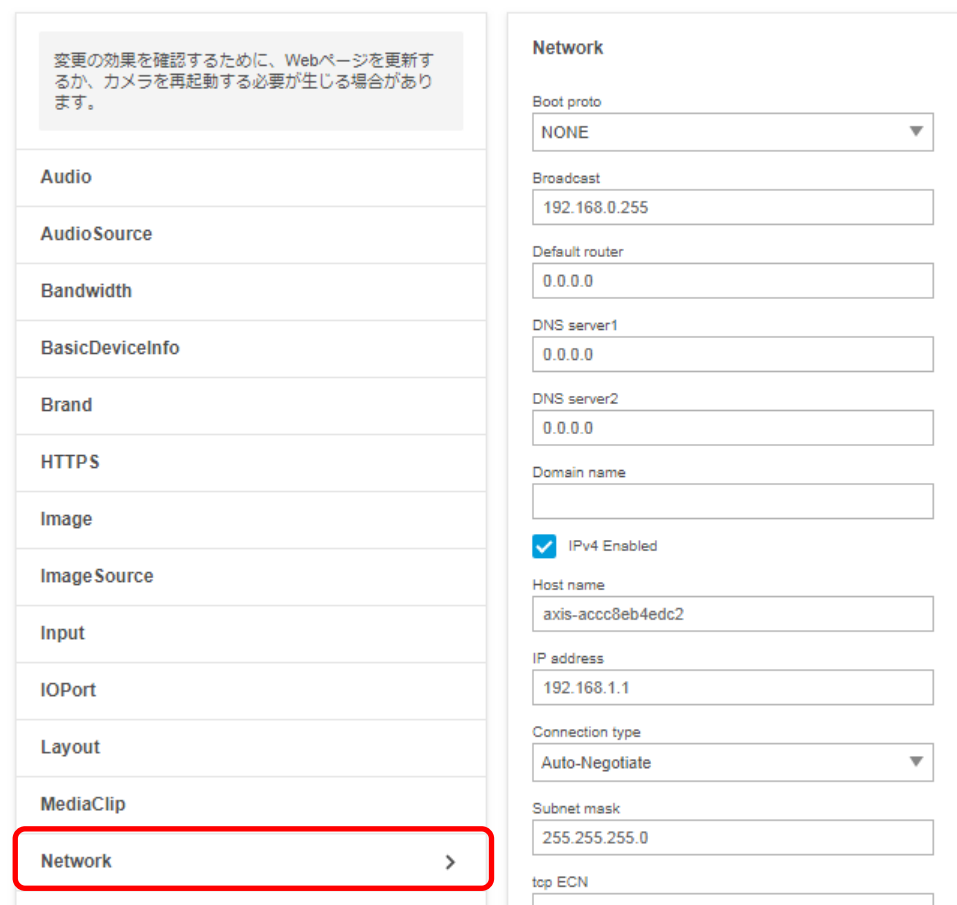 変更の効果を確認するために、Webページを更新す
るか、カメラを再起動する必要が生じる場合があり
ます。
Audio
AudioSource
Bandwidth
BasicDeviceInfo
Brand
HTTPS
Image
ImageSource
Input
IOPort
Layout
MediaClip
Network
Network
Boot proto
NONE
Broadcast
192.168.0.255
Default router
0.0.0.0
DNS server1
0.0.0.0
DNS server2
0.0.0.0
Domain name
IPv4 Enabled
Host name
axis-accc8eb4edc2
IP address
192.168.1.1
Connection type
Auto-Negotiate
Subnet mask
255.255.255.0
tcp ECN